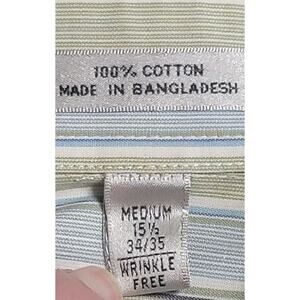 100% COTTON
MADE IN BANGLADESH
MEDIUM
15½
34/35
WRINKLE
FREE